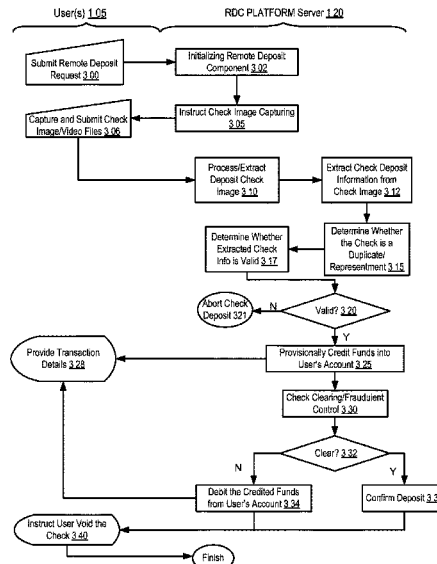 User(s) 1.05
RDC PLATFORM Server 1.20
Submit Remote Deposit
Request 3.00
Initializing Remote Deposit
Component 3.02
Instruct Check Image Capturing
3.05
Capture and Submit Check
Image/Video Files 3.06
Process/Extract
Deposit Check
Image 3.10
Extract Check Deposit
Information from
Check Image 3.12
Determine Whether
Extracted Check
Info is Valid 3.17
Determine Whether
the Check is a
Duplicate/
Representment 3.15
Abort Check
Deposit 321
N
Valid? 3.20
Y
Provide Transaction
Details 3.28
Provisionally Credit Funds into
User's Account 3.25
Check Clearing/Fraudulent
Control 3.30
Clear? 3.32
N
Y
Debit the Credited Funds
from User's Account 3.34
Confirm Deposit
Instruct User Void the
Check 3.40
Finish